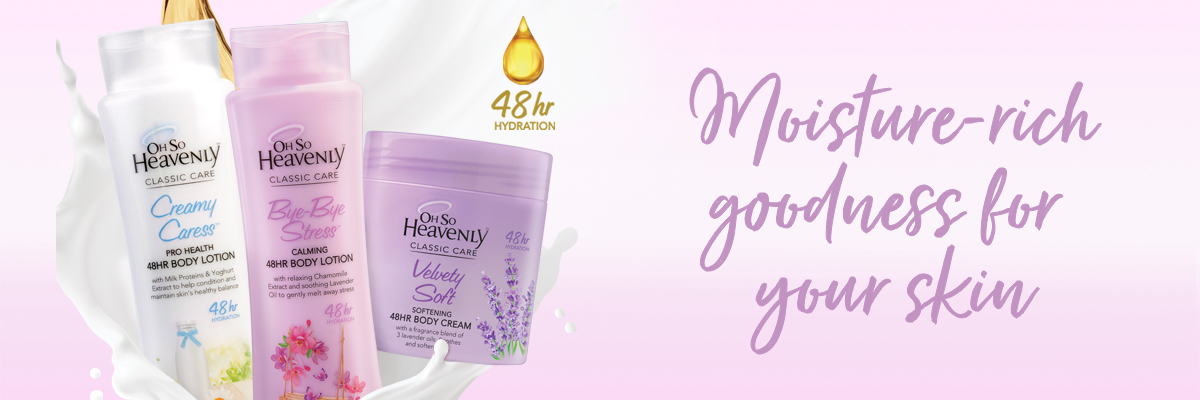 OH SO
HEAVENLY
CLASSIC CARE
Creamy
Caress™
PRO HEALTH
48HR BODY LOTION
with Milk Proteins & Yoghurt
Extract to help condition and
maintain skin's healthy balance
48hr
HYDRATION
OH SO
HEAVENLY
CLASSIC CARE
Bye-Bye
Stress™
CALMING
48HR BODY LOTION
with relaxing Chamomile
Extract and soothing Lavender
Oil to gently melt away stress
48hr
HYDRATION
OH SO
HEAVENLY
CLASSIC CARE
Velvety
Soft
48hr
HYDRATION
SOFTENING
48HR BODY CREAM
with a fragrance blend of
3 lavender oils
48hr
HYDRATION
Moisture-rich
goodness for
your skin